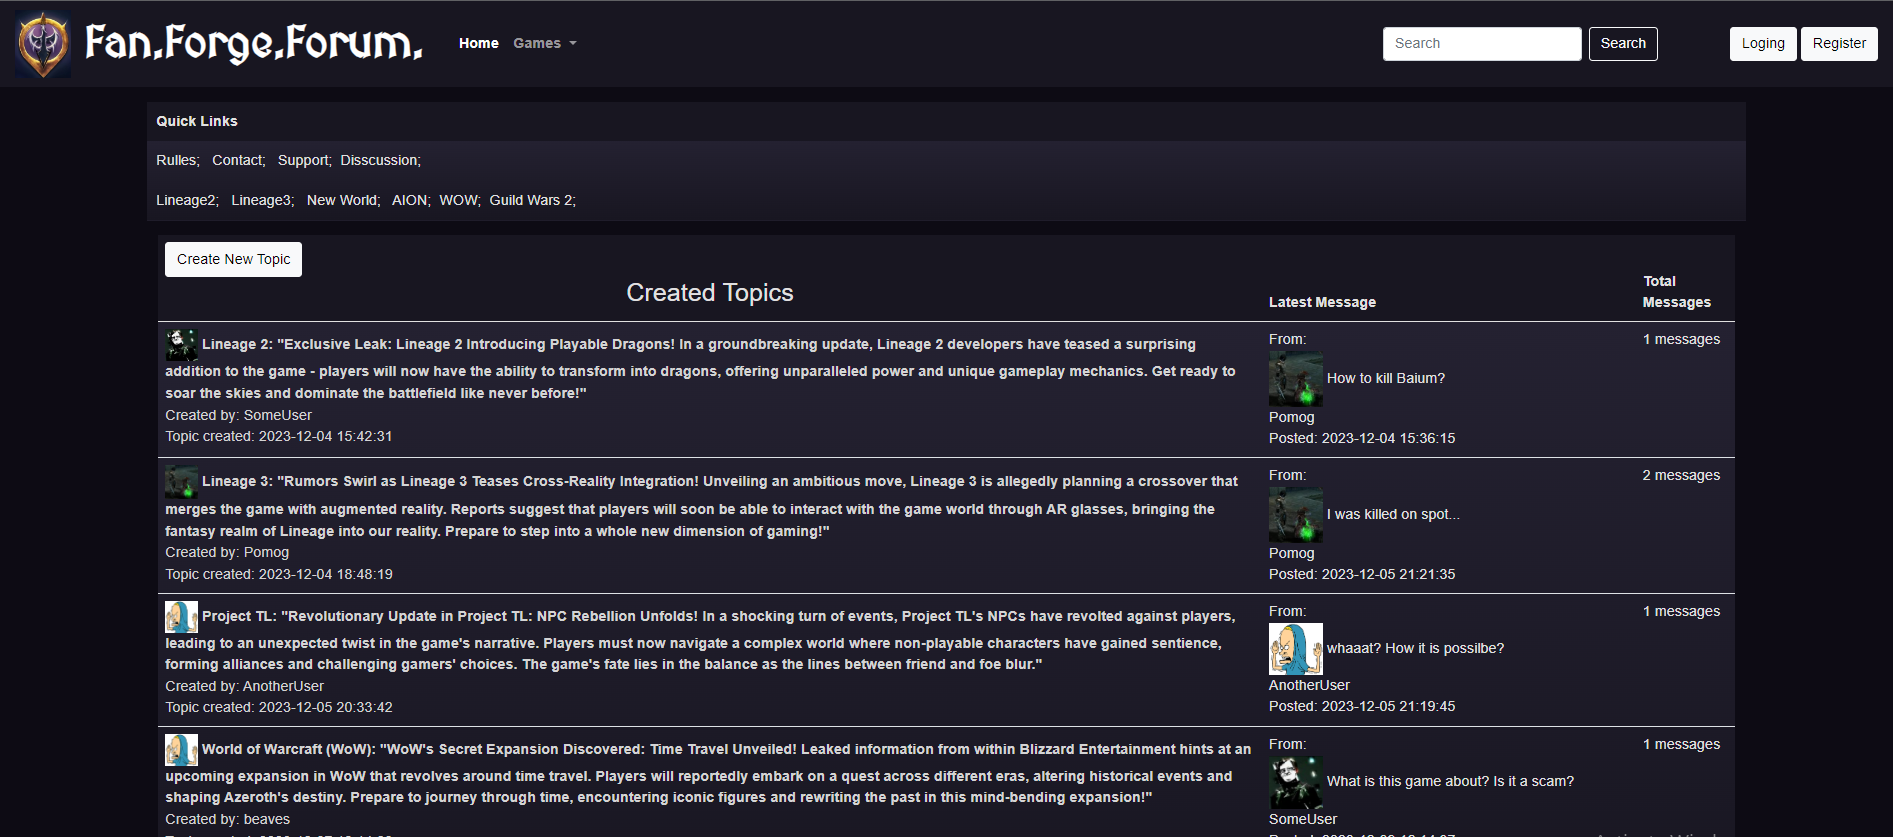 Fan.Forge.Forum.
Home Games
Search
Search
Loging
Register
Quick Links
Rulles; Contact; Support; Disscussion;
Lineage2; Lineage3; New World; AION; WOW; Guild Wars 2;
Create New Topic
Created Topics
Latest Message
Total
Messages
Lineage 2: "Exclusive Leak: Lineage 2 Introducing Playable Dragons! In a groundbreaking update, Lineage 2 developers have teased a surprising
addition to the game - players will now have the ability to transform into dragons, offering unparalleled power and unique gameplay mechanics. Get ready to
soar the skies and dominate the battlefield like never before!"
Created by: SomeUser
Topic created: 2023-12-04 15:42:31
From:
How to kill Baium?
Pomog
Posted: 2023-12-04 15:36:15
1 messages
Lineage 3: "Rumors Swirl as Lineage 3 Teases Cross-Reality Integration! Unveiling an ambitious move, Lineage 3 is allegedly planning a crossover that
merges the game with augmented reality. Reports suggest that players will soon be able to interact with the game world through AR glasses, bringing the
fantasy realm of Lineage into our reality. Prepare to step into a whole new dimension of gaming!"
Created by: Pomog
Topic created: 2023-12-04 18:48:19
From:
I was killed on spot...
Pomog
Posted: 2023-12-05 21:21:35
2 messages
Project TL: "Revolutionary Update in Project TL: NPC Rebellion Unfolds! In a shocking turn of events, Project TL's NPCs have revolted against players,
leading to an unexpected twist in the game's narrative. Players must now navigate a complex world where non-playable characters have gained sentience,
forming alliances and challenging gamers' choices. The game's fate lies in the balance as the lines between friend and foe blur."
Created by: AnotherUser
Topic created: 2023-12-05 20:33:42
From:
whaaat? How it is possilbe?
AnotherUser
Posted: 2023-12-05 21:19:45
1 messages
World of Warcraft (WoW): "WoW's Secret Expansion Discovered: Time Travel Unveiled! Leaked information from within Blizzard Entertainment hints at an
upcoming expansion in WoW that revolves around time travel. Players will reportedly embark on a quest across different eras, altering historical events and
shaping Azeroth's destiny. Prepare to journey through time, encountering iconic figures and rewriting the past in this mind-bending expansion!"
Created by: beaves
From:
What is this game about? Is it a scam?
SomeUser
1 messages